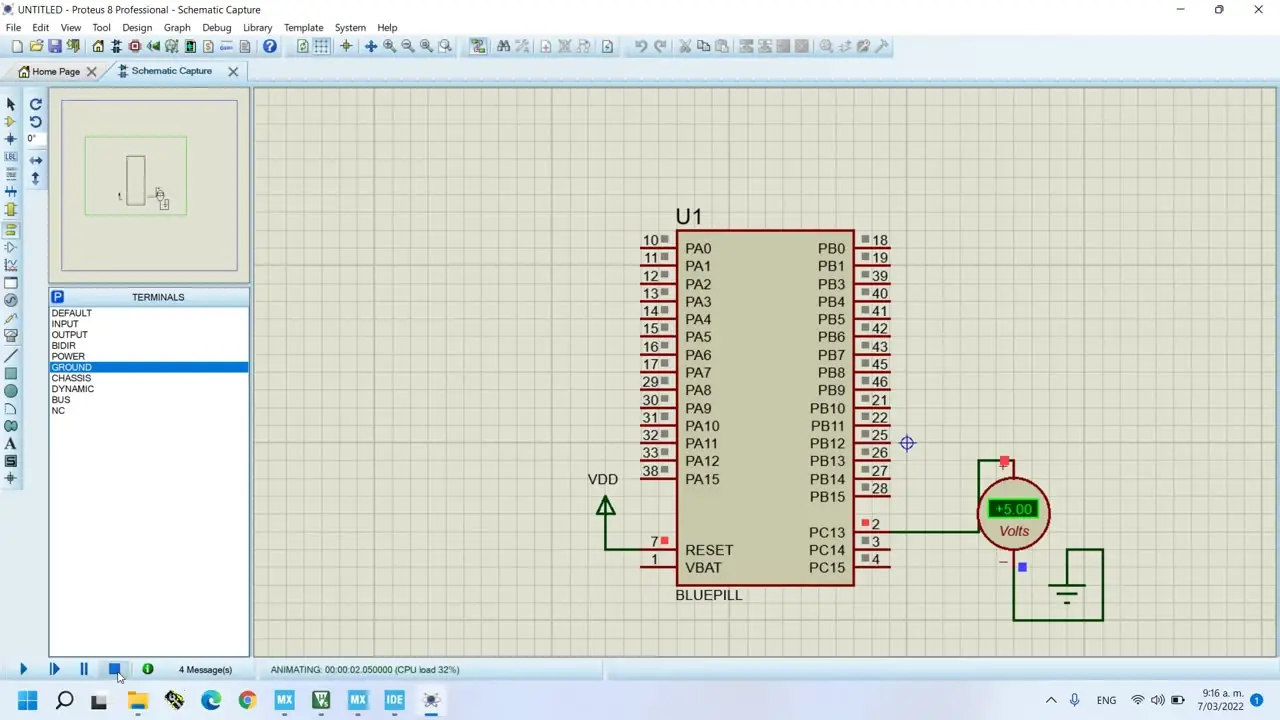 UNTITLED - Proteus 8 Professional - Schematic Capture
File Edit View Tool Design Graph Debug Library Template System Help
Home Page Schematic Capture
LBL
0°
P TERMINALS
DEFAULT
INPUT
OUTPUT
BIDIR
POWER
GROUND
CHASSIS
DYNAMIC
BUS
NC
A
U1
10 PA0 PB0 18
11 PA1 PB1 19
12 PA2 PB3 39
13 PA3 PB4 40
14 PA4 PB5 41
15 PA5 PB6 42
16 PA6 PB7 43
17 PA7 PB8 45
29 PA8 PB9 46
30 PA9 PB10 21
31 PA10 PB11 22
32 PA11 PB12 25
33 PA12 PB13 26
38 PA15 PB14 27
PB15 28
VDD
PC13 2
7 RESET PC14 3
1 VBAT PC15 4
BLUEPILL
+
+5.00
Volts
−
4 Message(s) ANIMATING: 00:00:02.050000 (CPU load 32%)
MX MX IDE
ENG
9:16 a. m.
7/03/2022
1